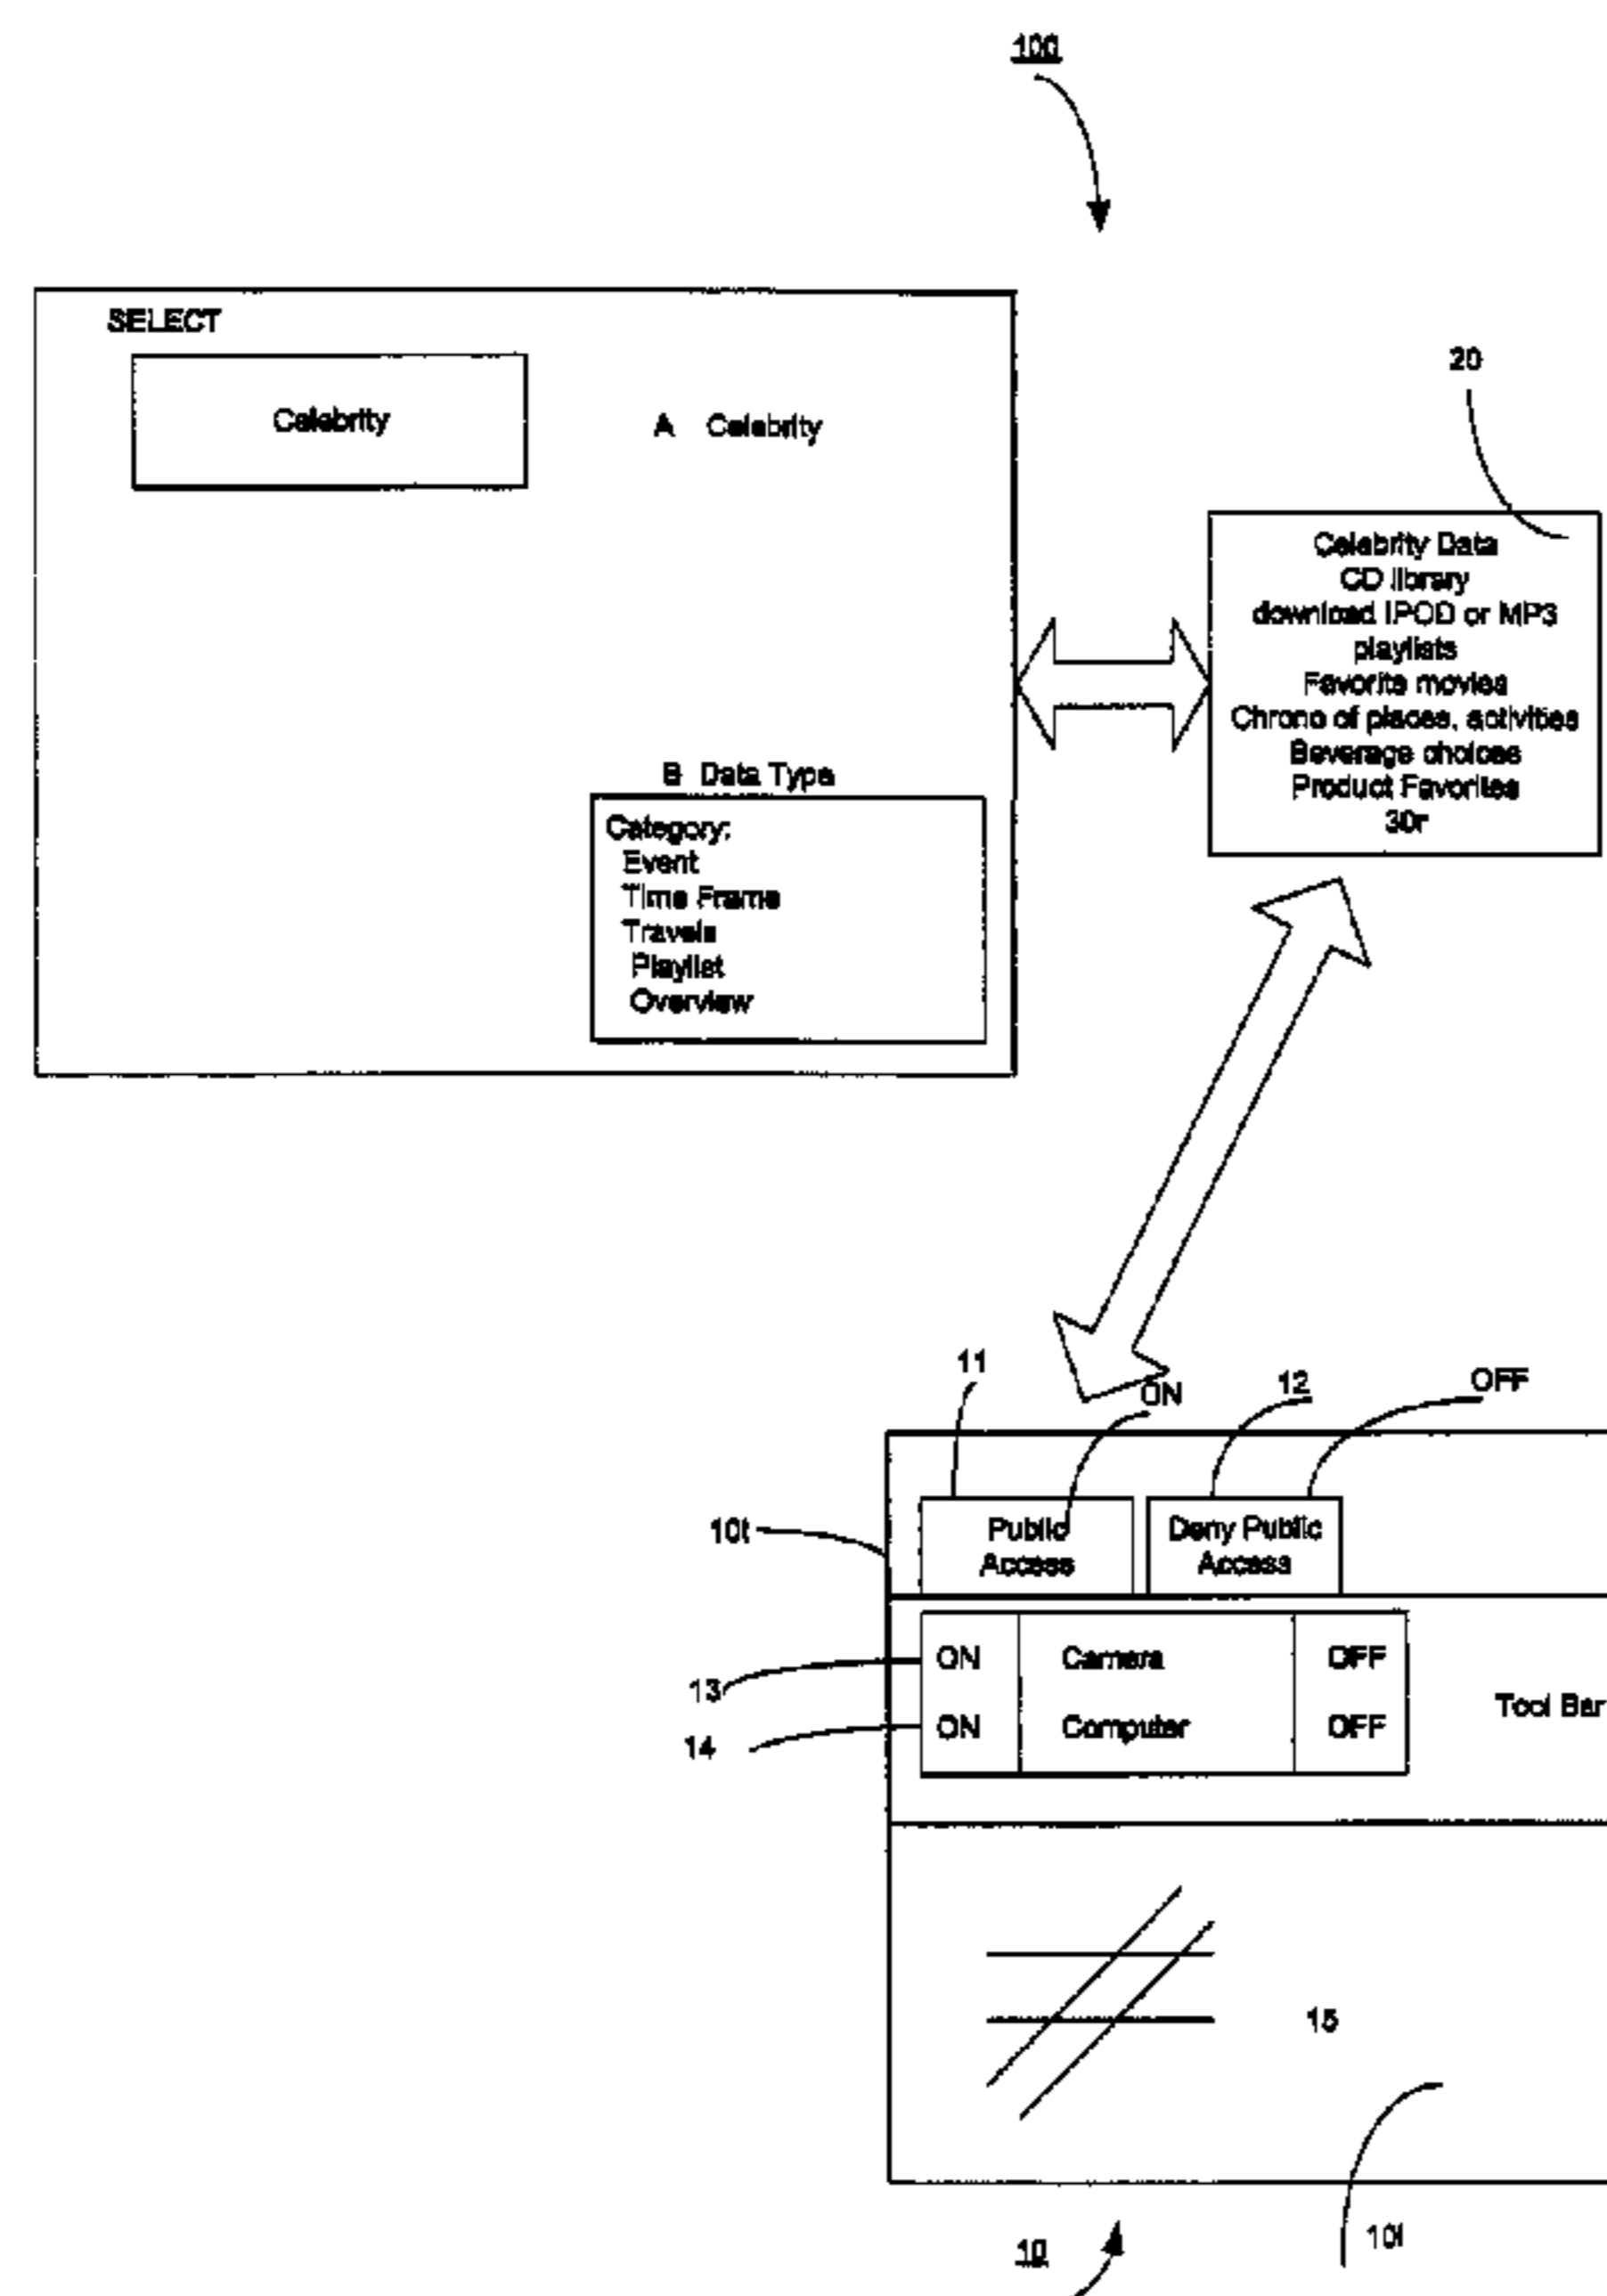 100
SELECT
Celebrity
A Celebrity
20
Celebrity Data
CD library
download I.POD or MP3
playlists
Favorite movies
Chrono of places, activities
Beverage choices
Product Favorites
30r
B Data Type
Category:
Event
Time Frame
Travels
Playlist
Overview
11
ON
12
OFF
10t
Public
Access
Deny Public
Access
13
ON Camera OFF
Tool Bar
14
ON Computer OFF
15
10
10i